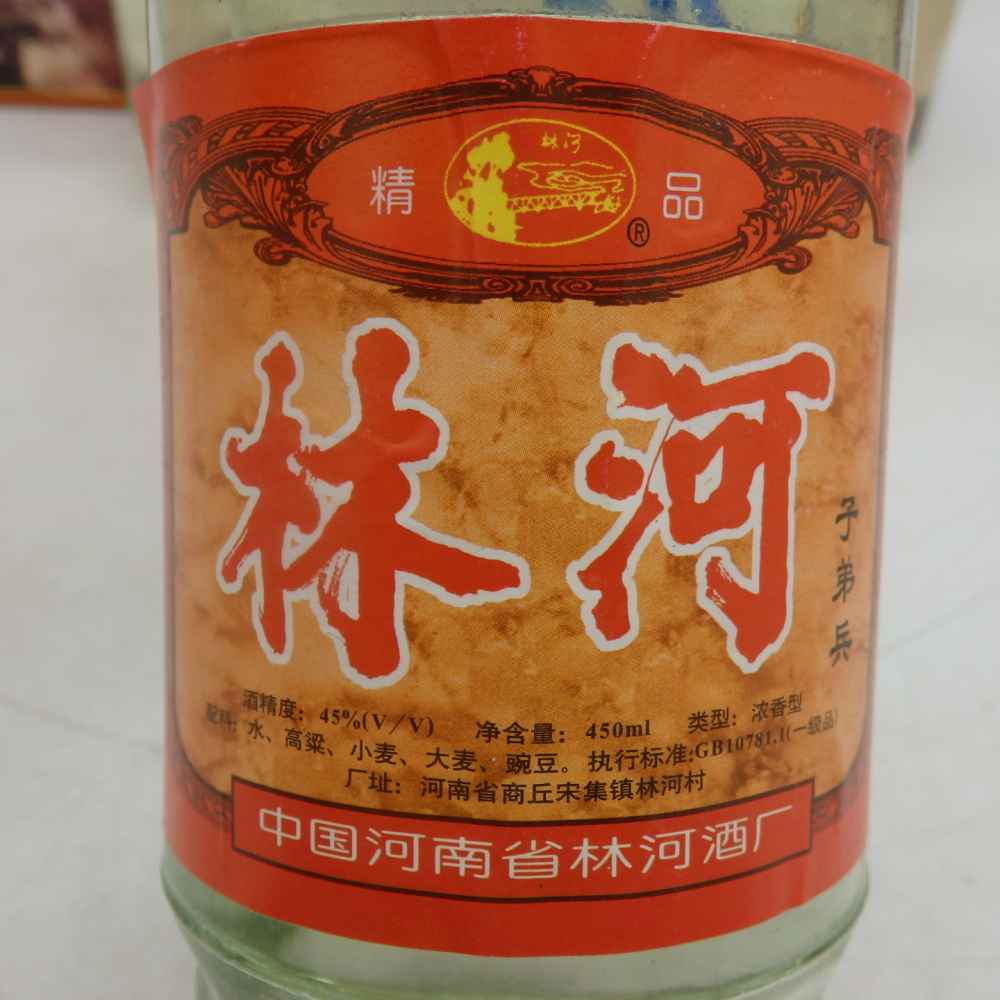 林河
精 品
®
林河
子弟兵
酒精度：45%(V/V) 净含量：450ml 类型：浓香型
配料：水、高粱、小麦、大麦、豌豆。执行标准:GB10781.1(一级品)
厂址：河南省商丘宋集镇林河村
中国河南省林河酒厂